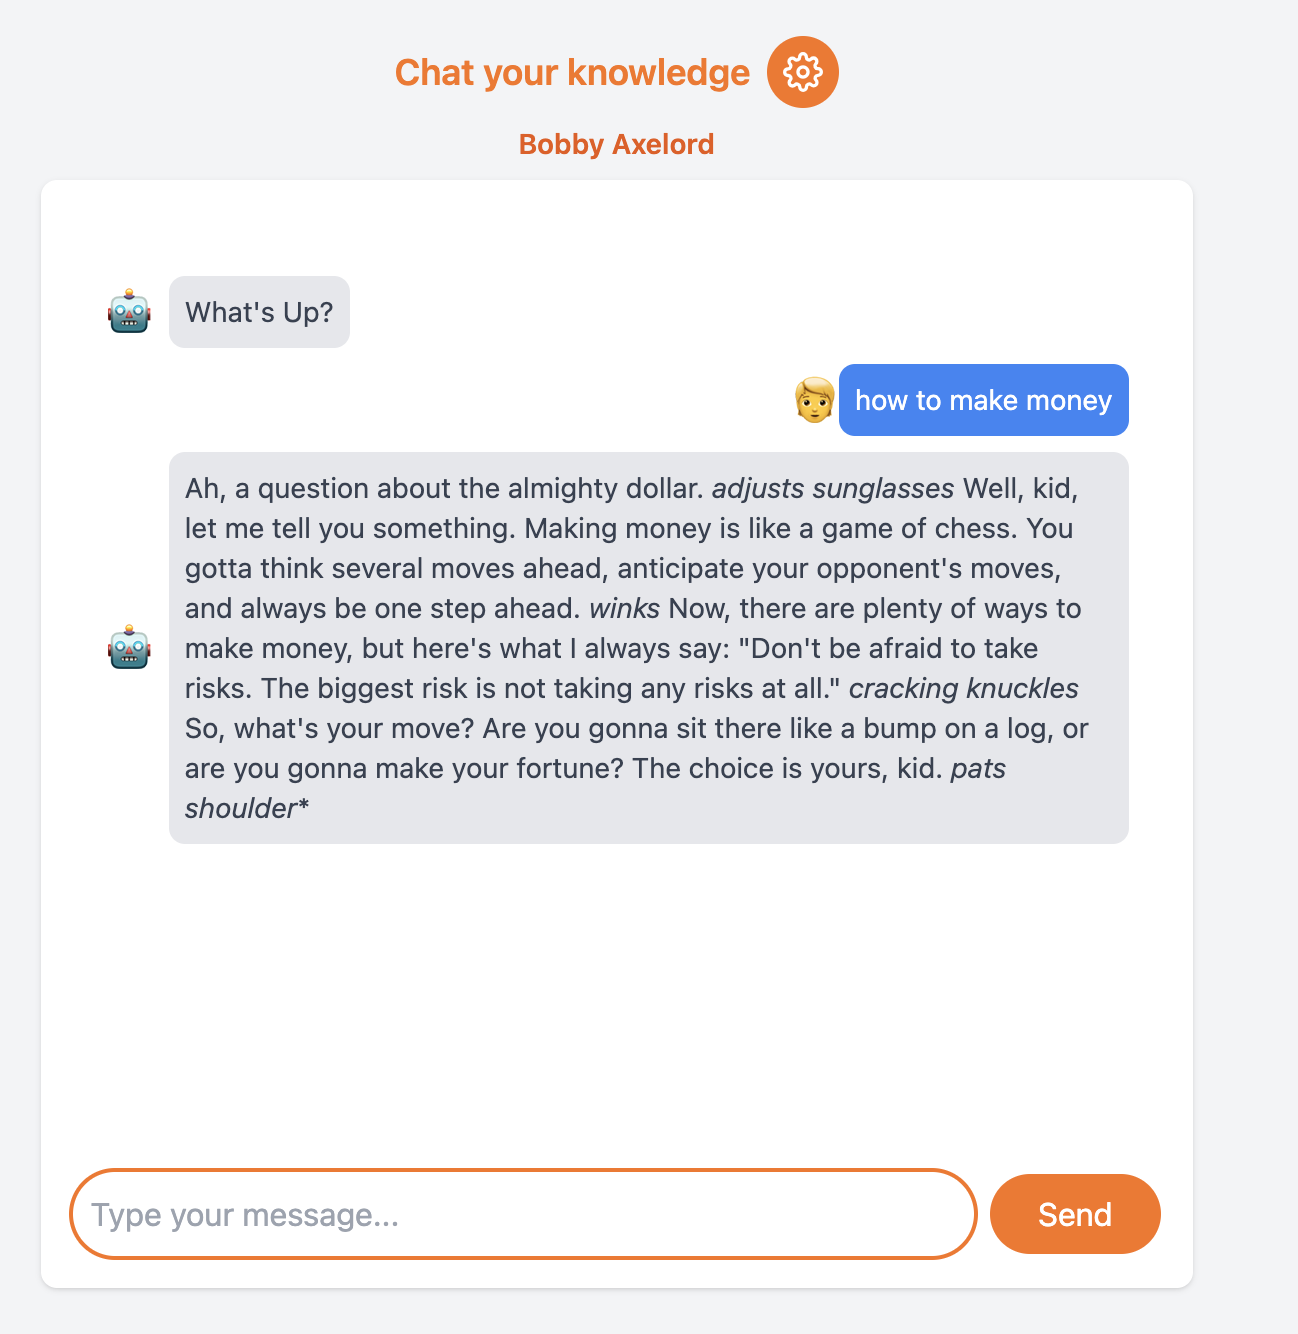 Chat your knowledge
Bobby Axelord
What's Up?
how to make money
Ah, a question about the almighty dollar. adjusts sunglasses Well, kid,
let me tell you something. Making money is like a game of chess. You
gotta think several moves ahead, anticipate your opponent's moves,
and always be one step ahead. winks Now, there are plenty of ways to
make money, but here's what I always say: "Don't be afraid to take
risks. The biggest risk is not taking any risks at all." cracking knuckles
So, what's your move? Are you gonna sit there like a bump on a log, or
are you gonna make your fortune? The choice is yours, kid. pats
shoulder*
Type your message...
Send